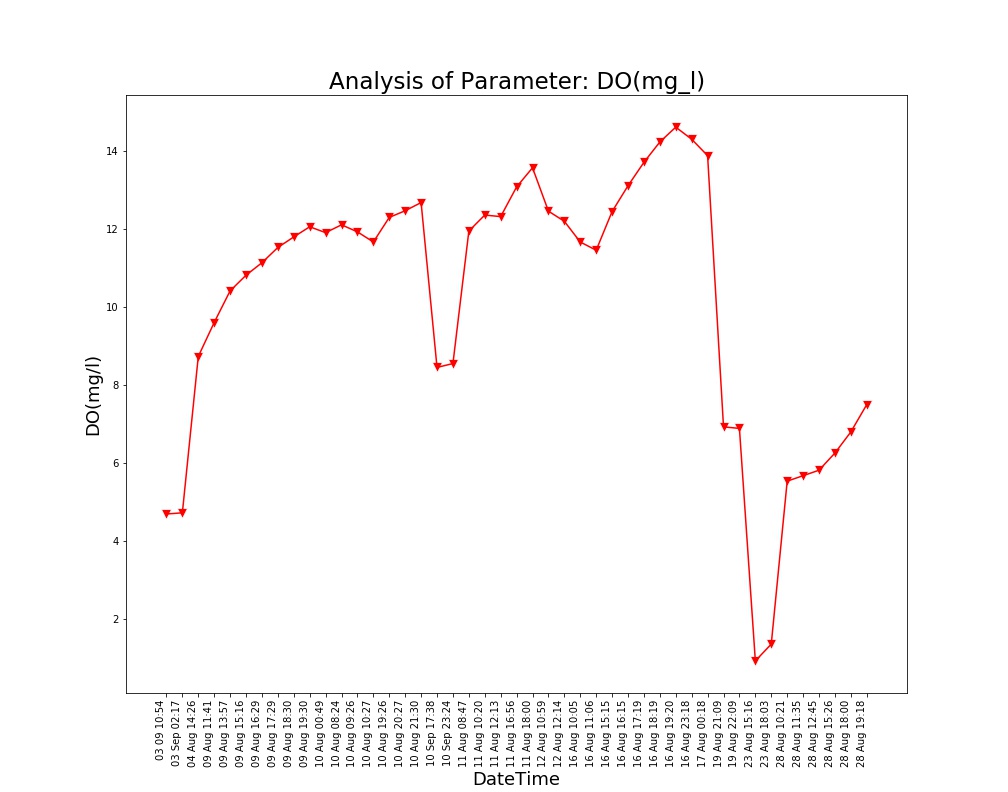 Analysis of Parameter: DO(mg_l)
DO(mg/l)
14
12
10
8
6
4
2
03 09 10:54
03 Sep 02:17
04 Aug 14:26
09 Aug 11:41
09 Aug 13:57
09 Aug 15:16
09 Aug 16:29
09 Aug 17:29
09 Aug 18:30
09 Aug 19:30
10 Aug 00:49
10 Aug 08:24
10 Aug 09:26
10 Aug 10:27
10 Aug 19:26
10 Aug 20:27
10 Aug 21:30
10 Sep 17:38
10 Sep 23:24
11 Aug 08:47
11 Aug 10:20
11 Aug 12:13
11 Aug 16:56
11 Aug 18:00
12 Aug 10:59
12 Aug 12:14
16 Aug 10:05
16 Aug 11:06
16 Aug 15:15
16 Aug 16:15
16 Aug 17:19
16 Aug 18:19
16 Aug 19:20
16 Aug 23:18
17 Aug 00:18
19 Aug 21:09
19 Aug 22:09
23 Aug 15:16
23 Aug 18:03
28 Aug 10:21
28 Aug 11:35
28 Aug 12:45
28 Aug 15:26
28 Aug 18:00
28 Aug 19:18
DateTime